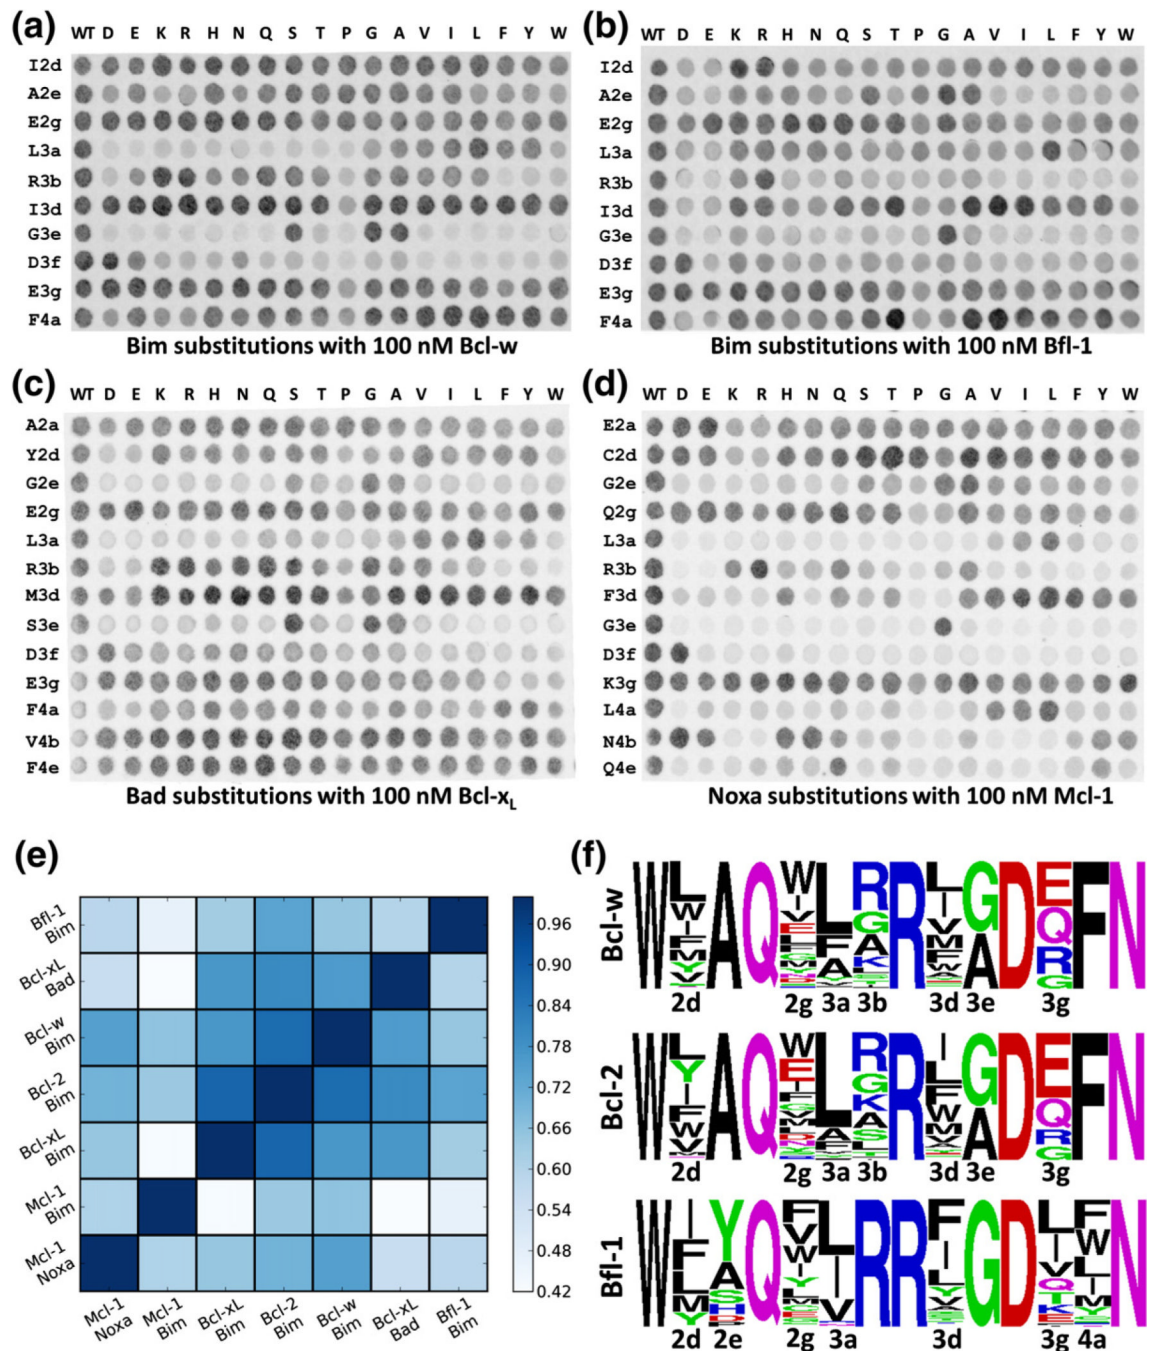 (a)
WT D E K R H N Q S T P G A V I L F Y W
I2d
A2e
E2g
L3a
R3b
I3d
G3e
D3f
E3g
F4a
Bim substitutions with 100 nM Bcl-w
(b)
WT D E K R H N Q S T P G A V I L F Y W
I2d
A2e
E2g
L3a
R3b
I3d
G3e
D3f
E3g
F4a
Bim substitutions with 100 nM Bfl-1
(c)
WT D E K R H N Q S T P G A V I L F Y W
A2a
Y2d
G2e
E2g
L3a
R3b
M3d
S3e
D3f
E3g
F4a
V4b
F4e
Bad substitutions with 100 nM Bcl-xL
(d)
WT D E K R H N Q S T P G A V I L F Y W
E2a
C2d
G2e
Q2g
L3a
R3b
F3d
G3e
D3f
K3g
L4a
N4b
Q4e
Noxa substitutions with 100 nM Mcl-1
(e)
Bfl-1
Bim
Bcl-xL
Bad
Bcl-w
Bim
Bcl-2
Bim
Bcl-xL
Bim
Mcl-1
Bim
Mcl-1
Noxa
Mcl-1
Noxa
Mcl-1
Bim
Bcl-xL
Bim
Bcl-2
Bim
Bcl-w
Bim
Bcl-xL
Bad
Bfl-1
Bim
0.96
0.90
0.84
0.78
0.72
0.66
0.60
0.54
0.48
0.42
(f)
Bcl-w
W L A Q W L R R L G D E F N
2d 2g 3a 3b 3d 3e 3g
Bcl-2
W L A Q W L R R I G D E F N
2d 2g 3a 3b 3d 3e 3g
Bfl-1
W I Y Q F L R R F G D L F N
2d 2e 2g 3a 3d 3g 4a